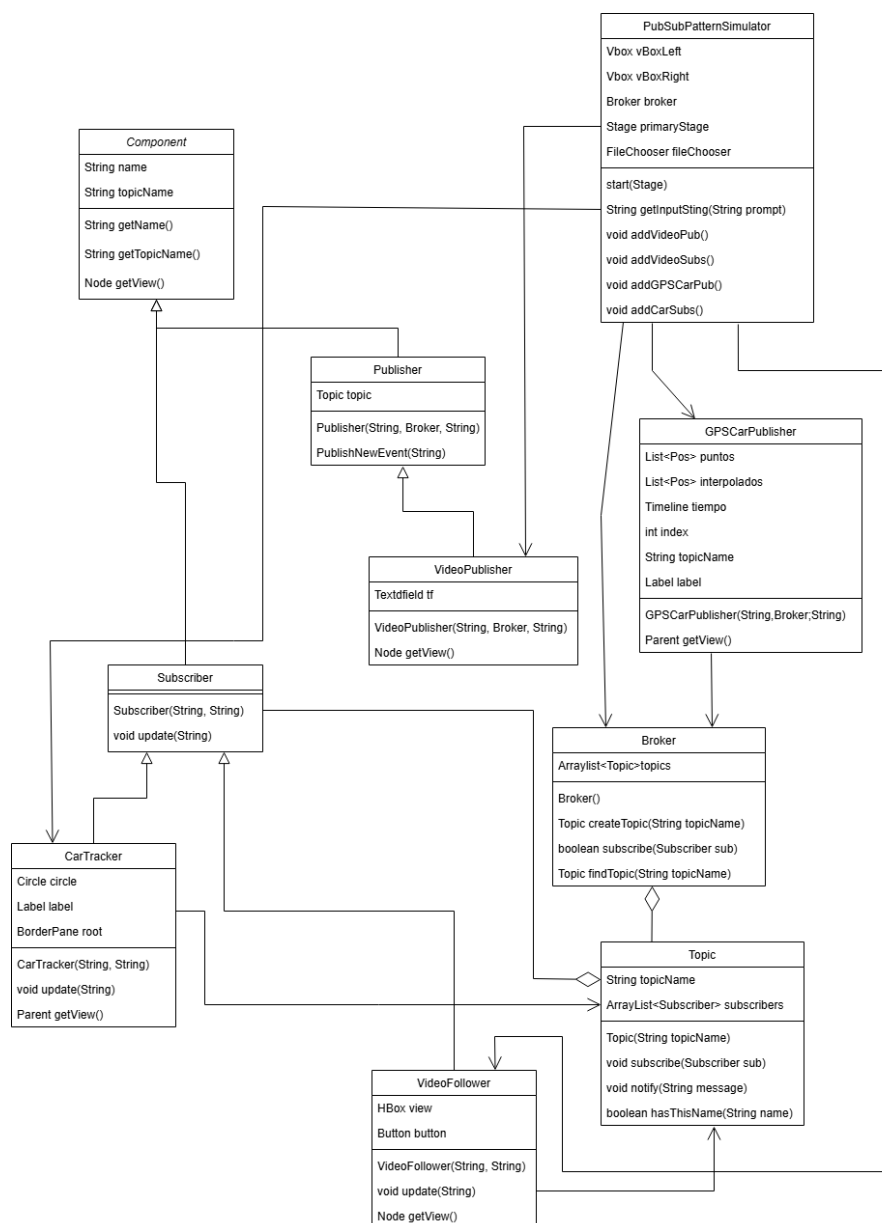 PubSubPatternSimulator
Vbox vBoxLeft
Vbox vBoxRight
Broker broker
Stage primaryStage
FileChooser fileChooser
start(Stage)
String getInputSting(String prompt)
void addVideoPub()
void addVideoSubs()
void addGPSCarPub()
void addCarSubs()
Component
String name
String topicName
String getName()
String getTopicName()
Node getView()
Publisher
Topic topic
Publisher(String, Broker, String)
PublishNewEvent(String)
GPSCarPublisher
List<Pos> puntos
List<Pos> interpolados
Timeline tiempo
int index
String topicName
Label label
GPSCarPublisher(String,Broker;String)
Parent getView()
VideoPublisher
Textdfield tf
VideoPublisher(String, Broker, String)
Node getView()
Subscriber
Subscriber(String, String)
void update(String)
Broker
Arraylist<Topic>topics
Broker()
Topic createTopic(String topicName)
boolean subscribe(Subscriber sub)
Topic findTopic(String topicName)
CarTracker
Circle circle
Label label
BorderPane root
CarTracker(String, String)
void update(String)
Parent getView()
Topic
String topicName
ArrayList<Subscriber> subscribers
Topic(String topicName)
void subscribe(Subscriber sub)
void notify(String message)
boolean hasThisName(String name)
VideoFollower
HBox view
Button button
VideoFollower(String, String)
void update(String)
Node getView()